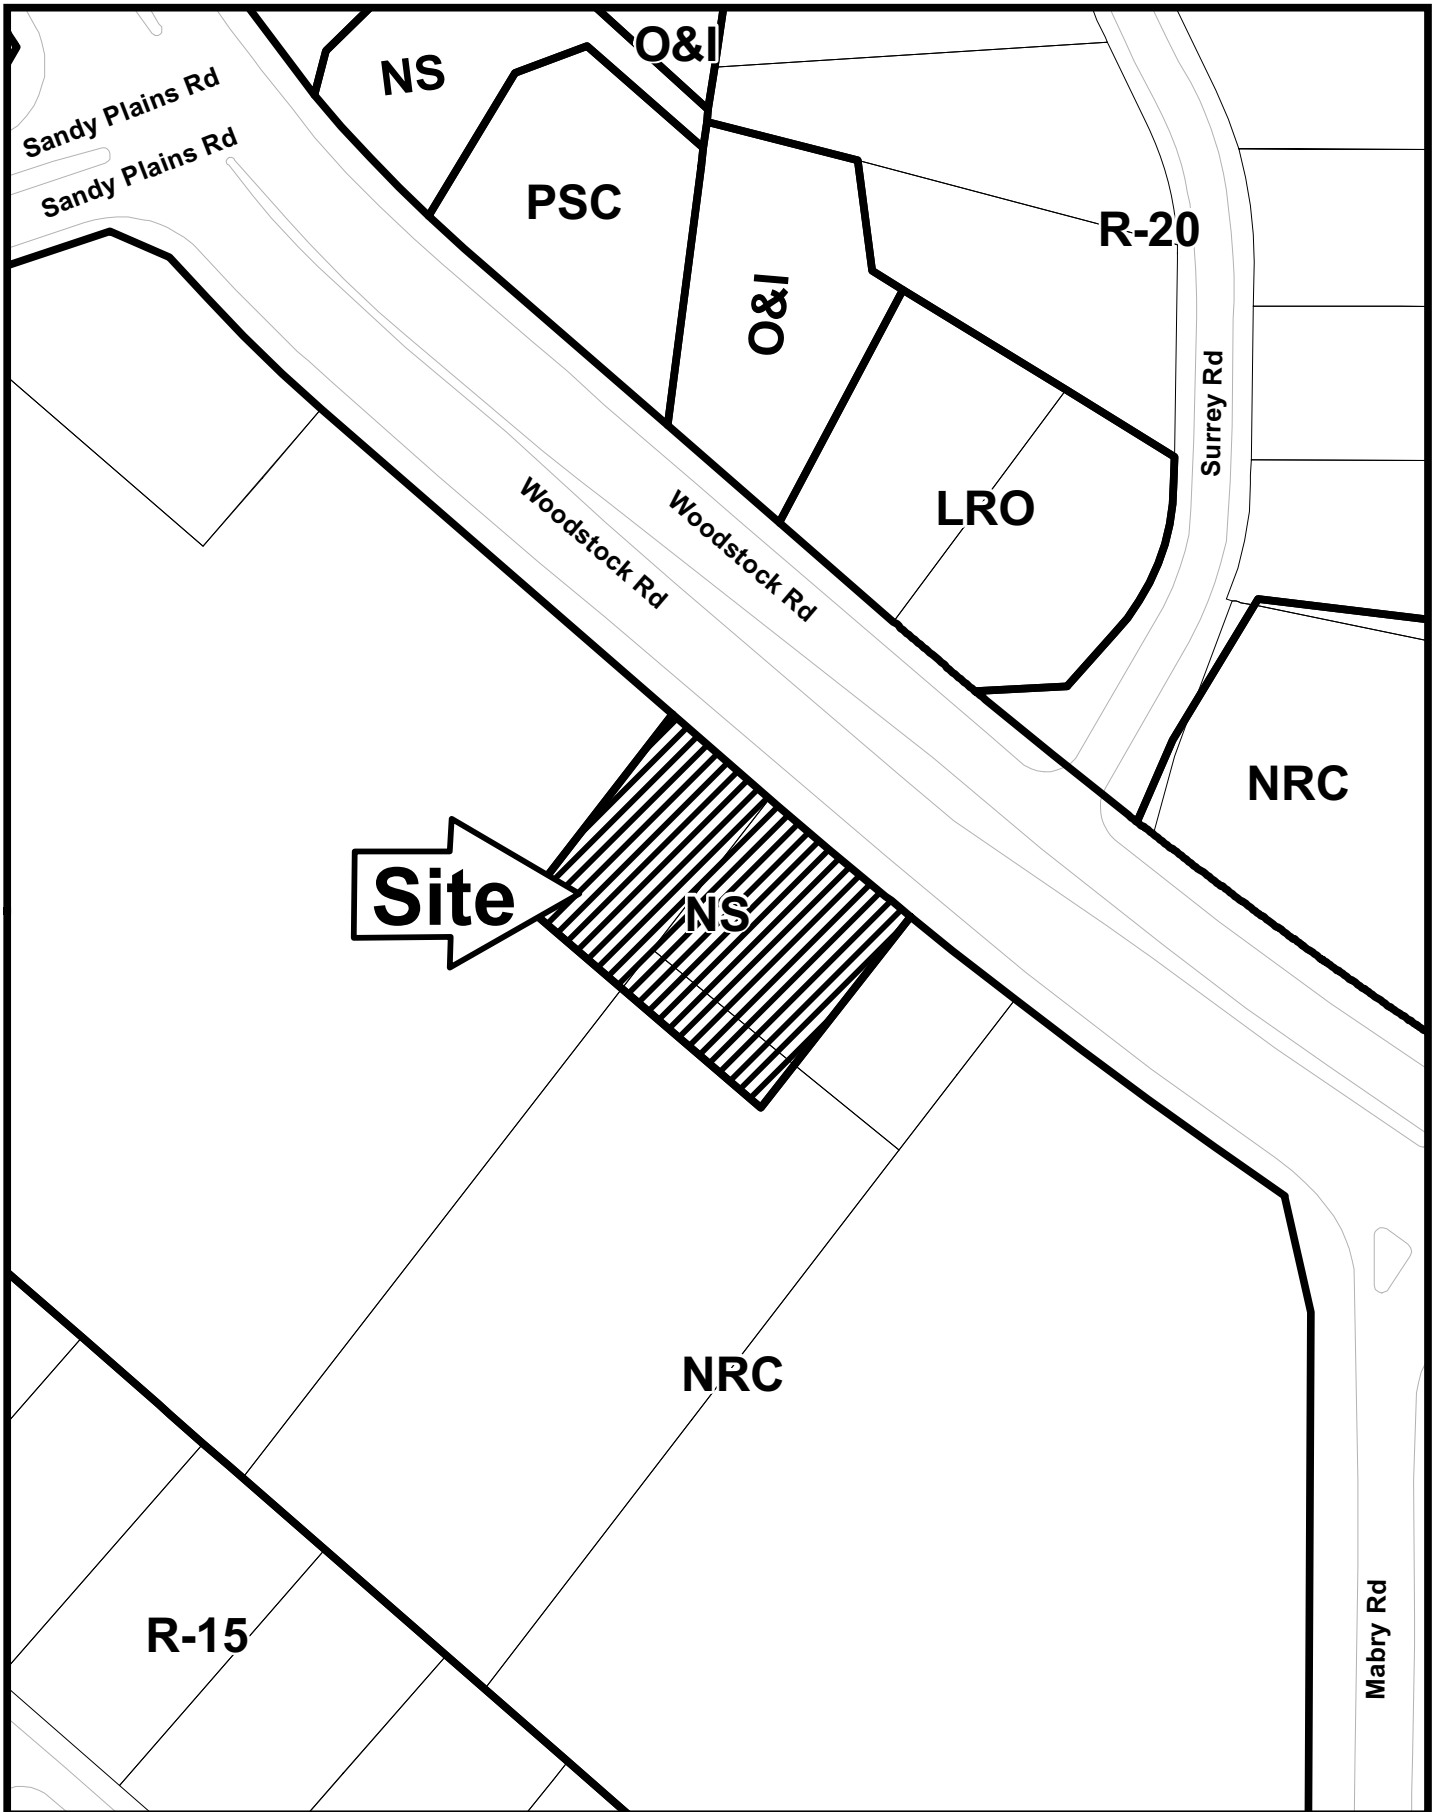 O&I
NS
Sandy Plains Rd
Sandy Plains Rd
PSC
R-20
O&I
Surrey Rd
LRO
Woodstock Rd
Woodstock Rd
NRC
Site
NS
NRC
R-15
Mabry Rd